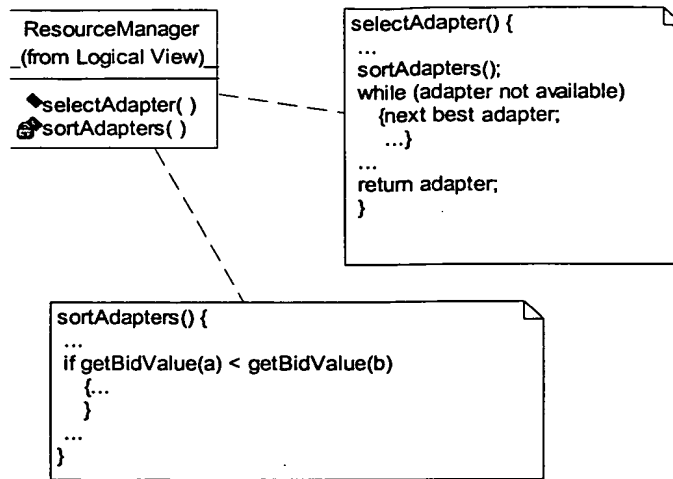 ResourceManager
(from Logical View)
selectAdapter( )
sortAdapters( )
selectAdapter() {
...
sortAdapters();
while (adapter not available)
{next best adapter;
...}
...
return adapter;
}
sortAdapters() {
...
if getBidValue(a) < getBidValue(b)
{...
}
...
}